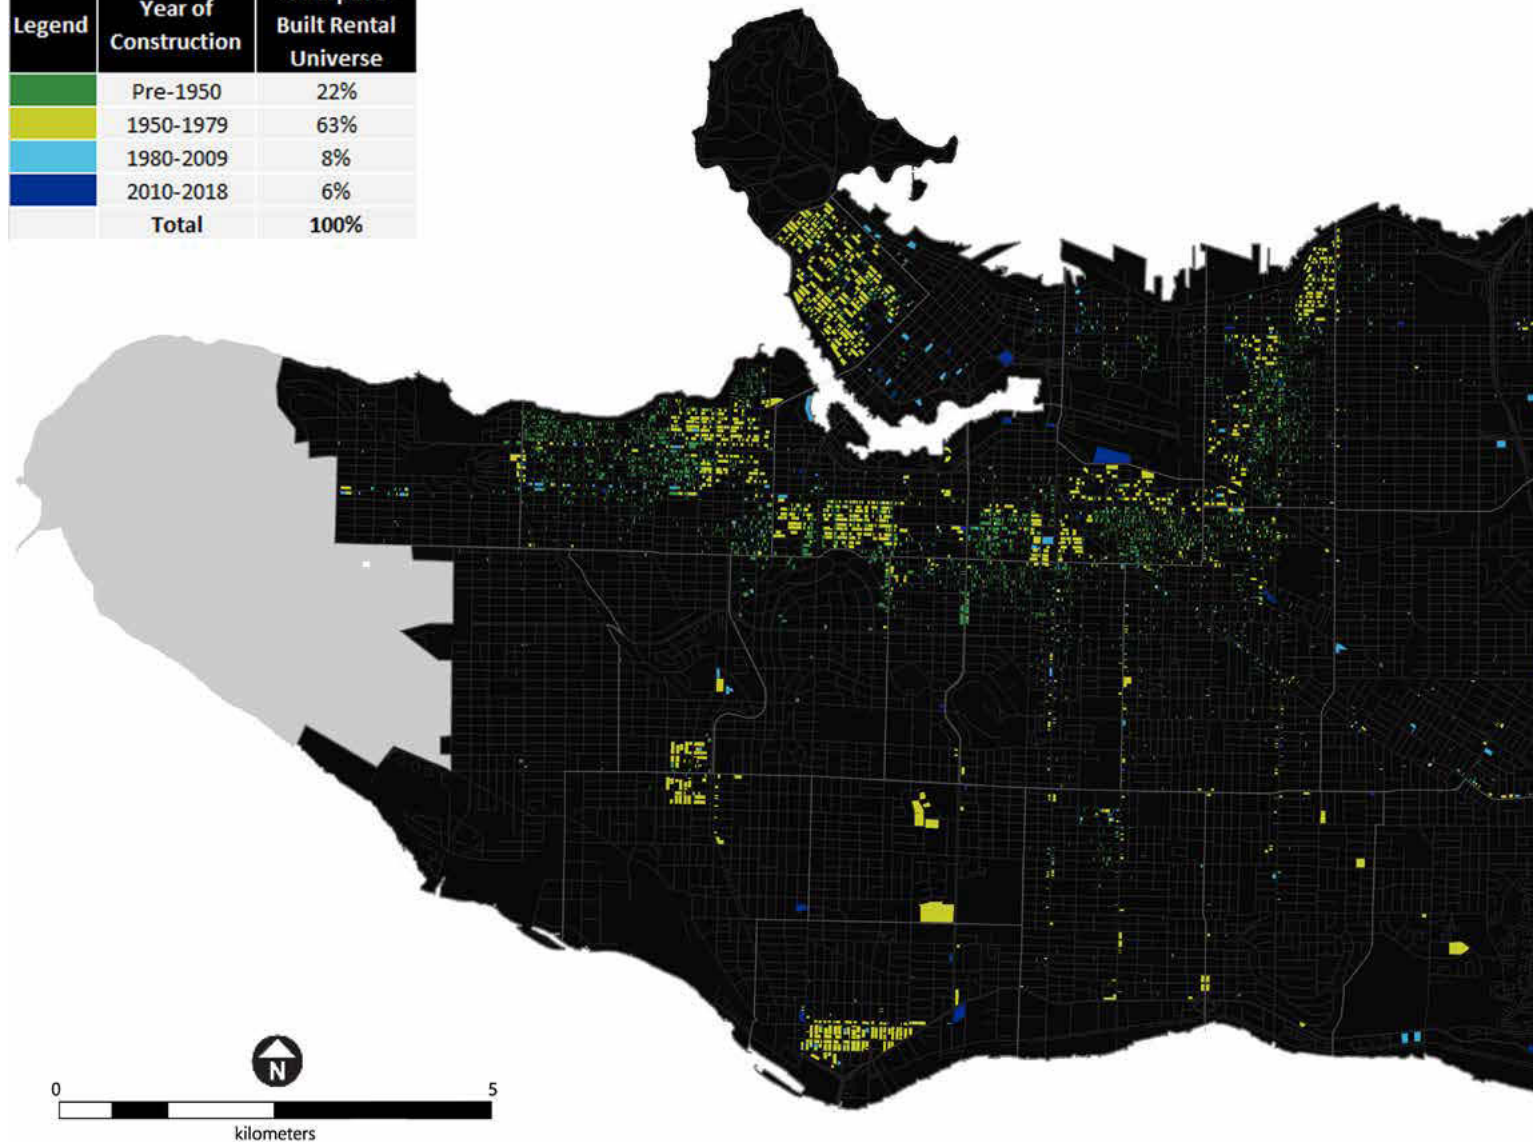 Legend
Year of
Construction
Built Rental
Universe
Pre-1950 22%
1950-1979 63%
1980-2009 8%
2010-2018 6%
Total 100%
N
0 5
kilometers